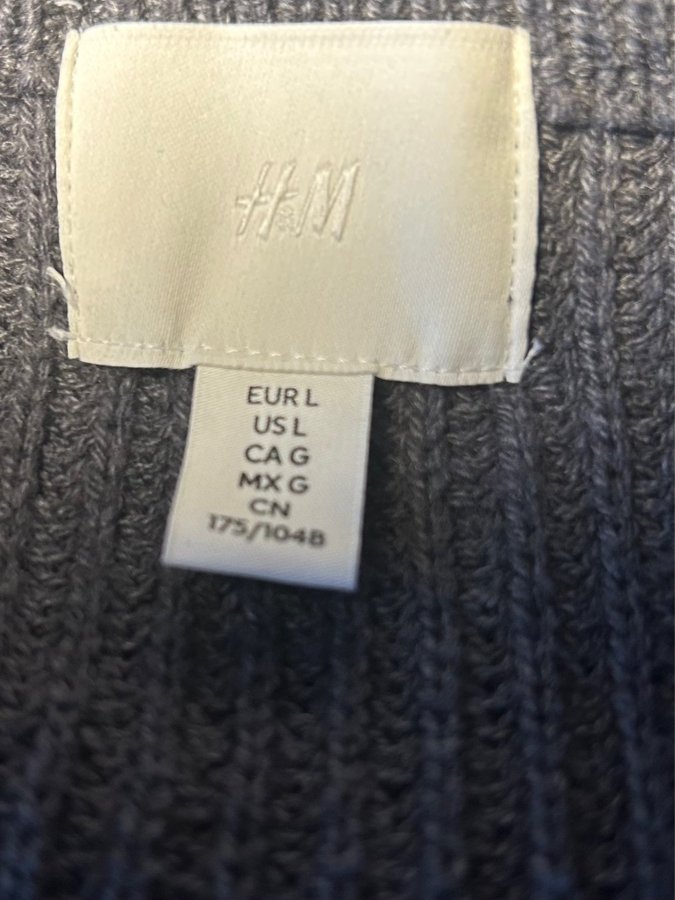 H&M
EUR L
US L
CA G
MX G
CN
175/104B